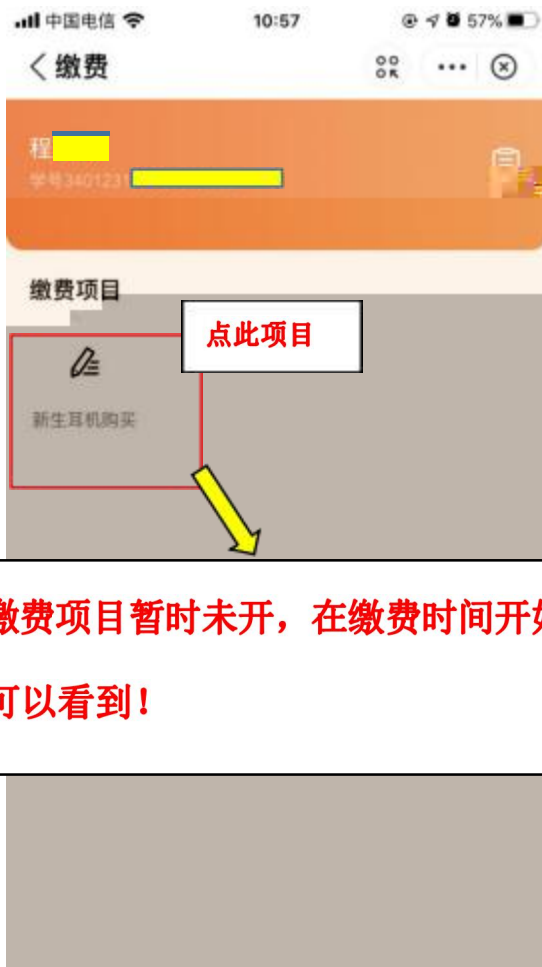 中国电信 10:57 57%
缴费
程
学号3401231
缴费项目
点此项目
新生耳机购买
缴费项目暂时未开，在缴费时间开始
可以看到！